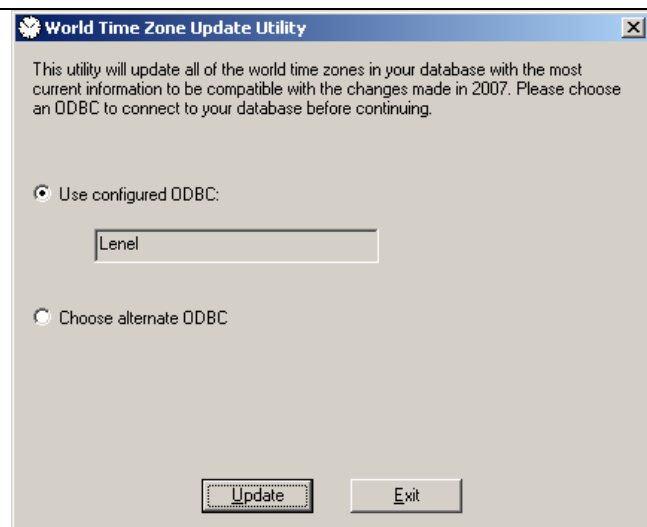 World Time Zone Update Utility
This utility will update all of the world time zones in your database with the most
current information to be compatible with the changes made in 2007. Please choose
an ODBC to connect to your database before continuing.
Use configured ODBC:
Lenel
Choose alternate ODBC
Update
Exit